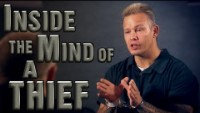 INSIDE
THE MIND OF
A
THIEF